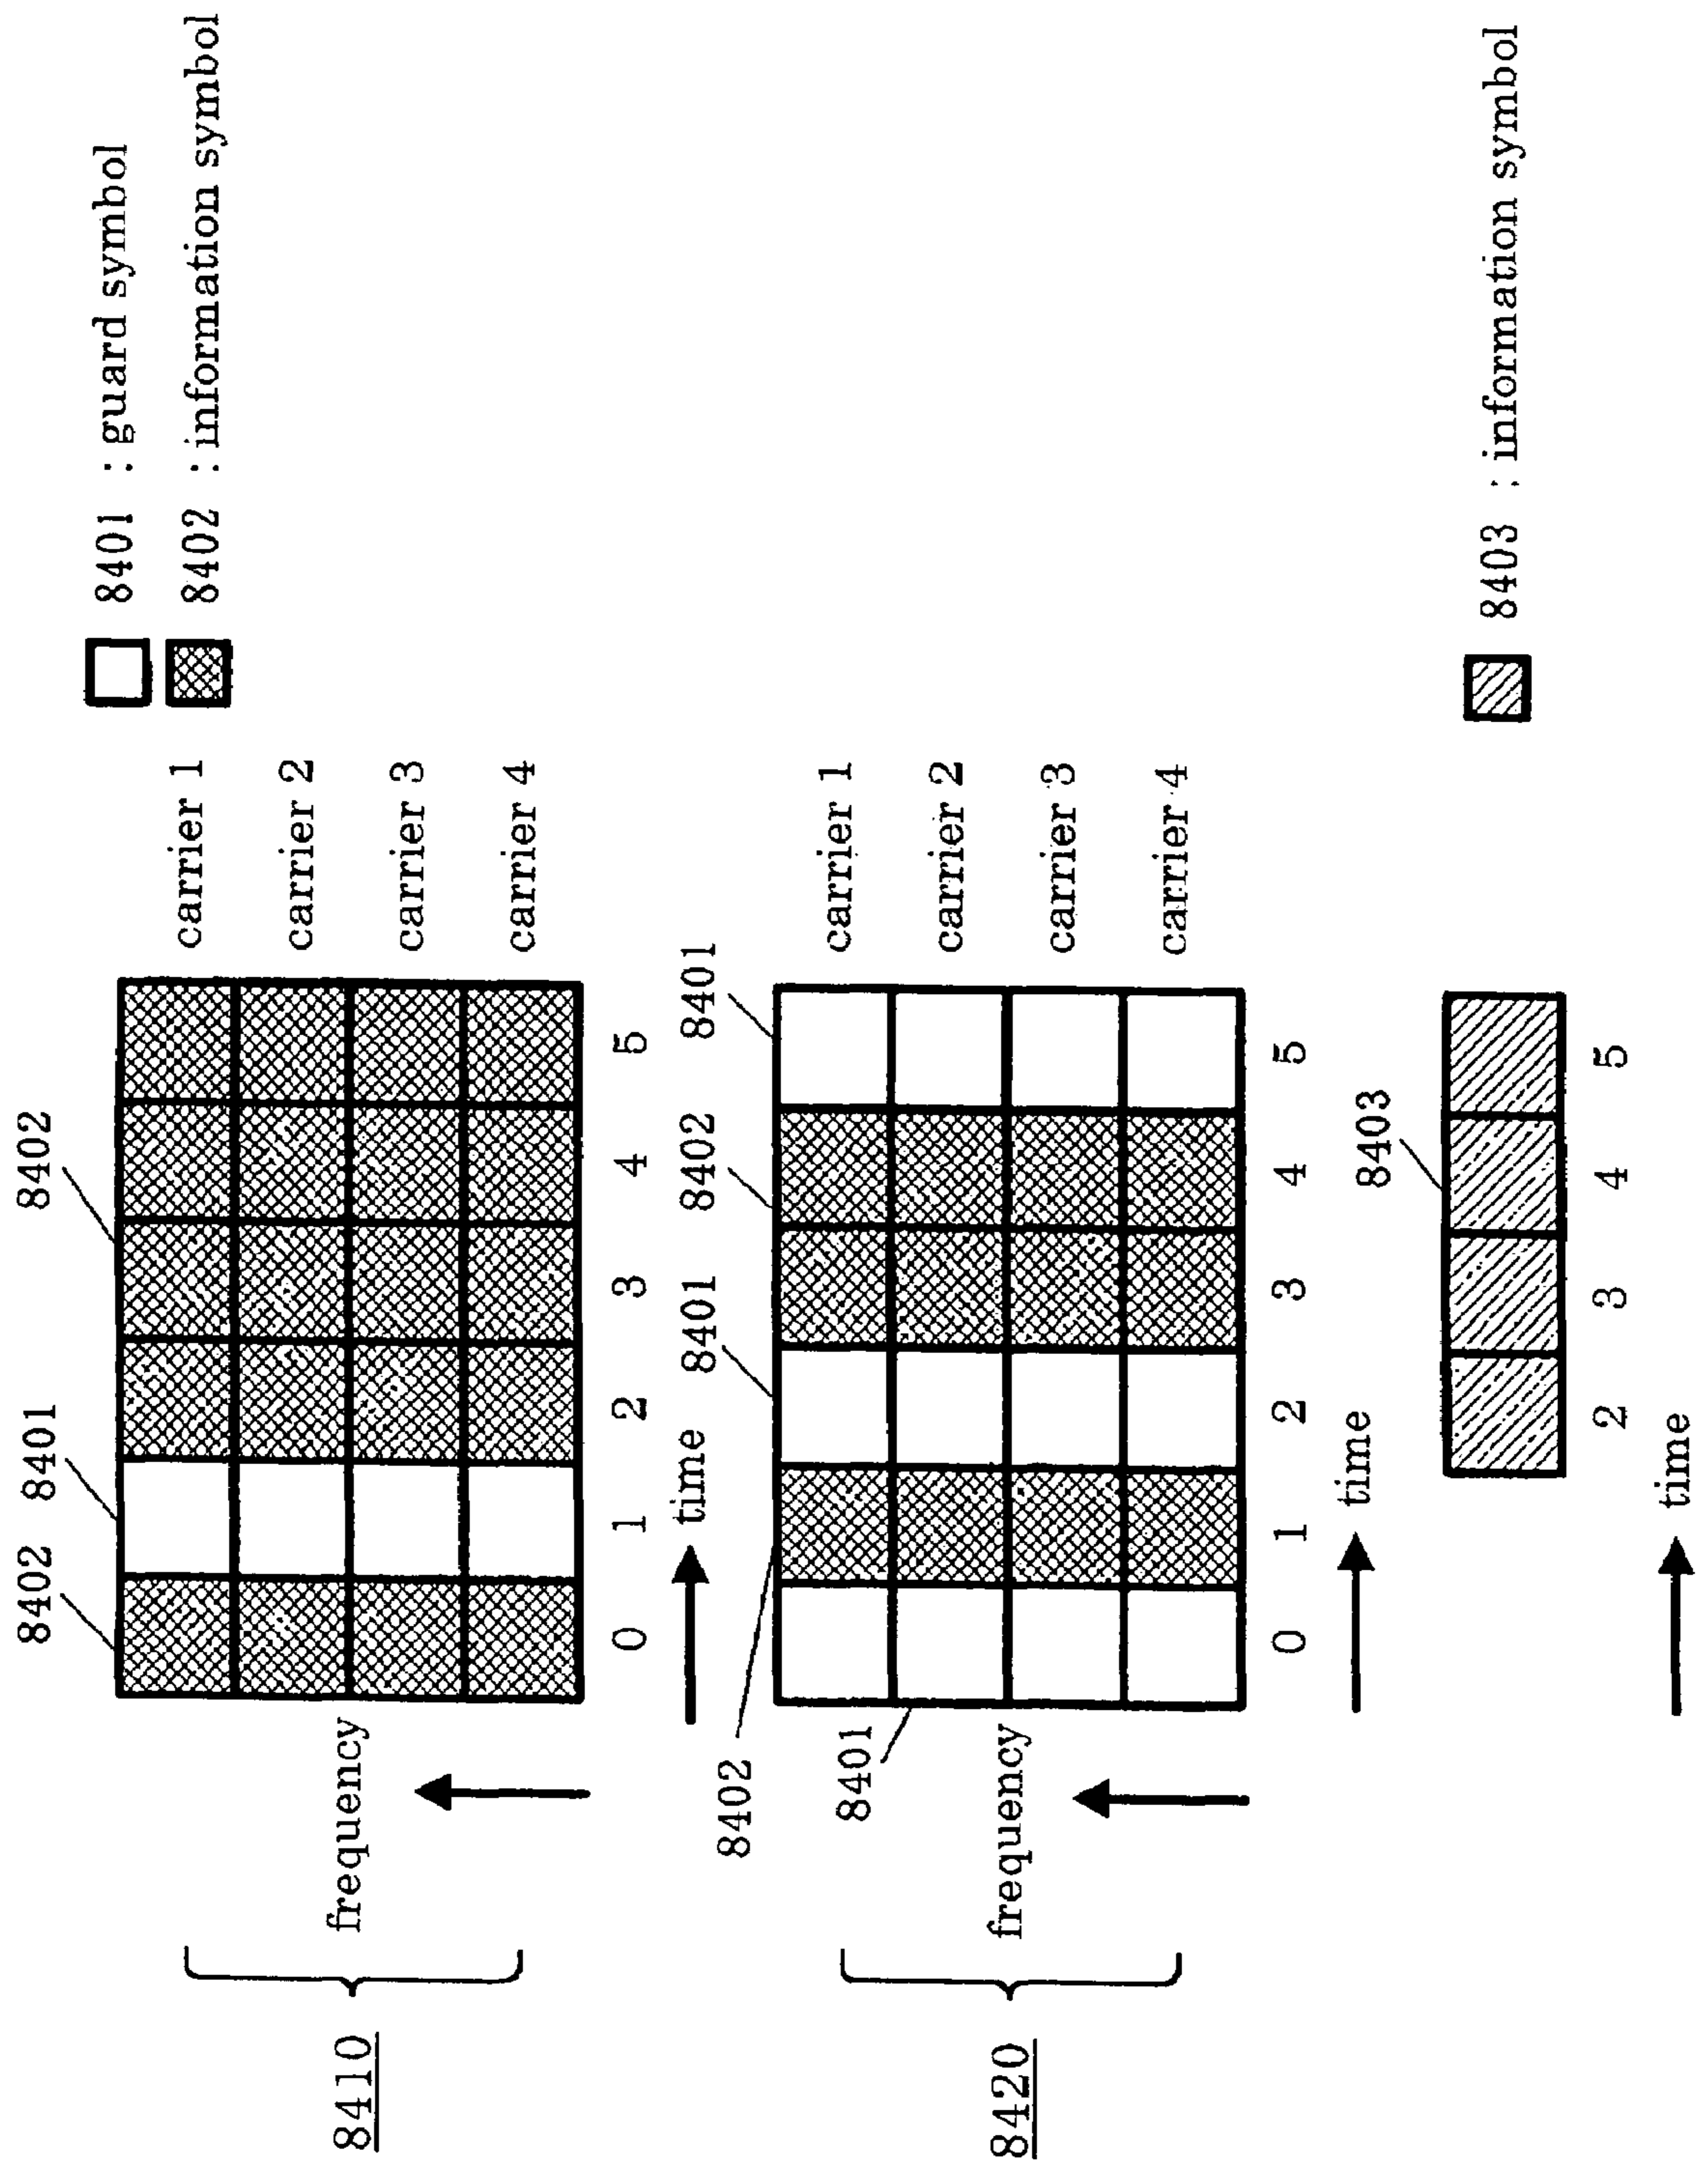 8401 : guard symbol
8402 : information symbol
8402 8401 8402
carrier 1
carrier 2
carrier 3
carrier 4
frequency
8410
0 1 2 3 4 5
time
8402 8401 8402 8401
8401
carrier 1
carrier 2
carrier 3
carrier 4
frequency
8420
0 1 2 3 4 5
time
8403
8403 : information symbol
2 3 4 5
time